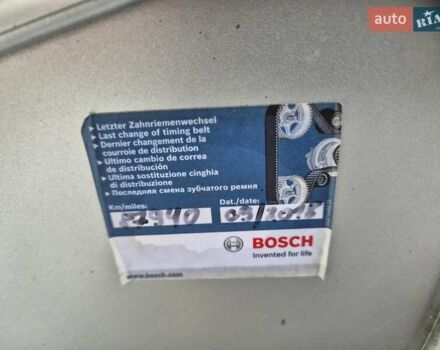 auto RIA
▸ Letzter Zahnriemenwechsel
▸ Last change of timing belt
▸ Dernier changement de la
courroie de distribution
▸ Ultimo cambio de correa
de distribución
▸ Ultima sostituzione cinghia
di distribuzione
▸ Последняя смена зубчатого ремня
Km/miles: Dat./date:
BOSCH
www.bosch.com Invented for life